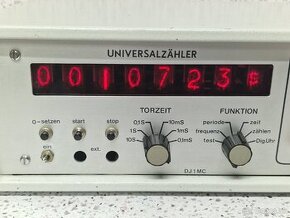 UNIVERSALZÄHLER
0010723
TORZEIT
FUNKTION
0-setzen start stop
0,1S 10mS
1S 1mS
10S 0,1mS
periode zeit
frequenz zählen
test Dig.Uhr
ein ext.
DJ1MC